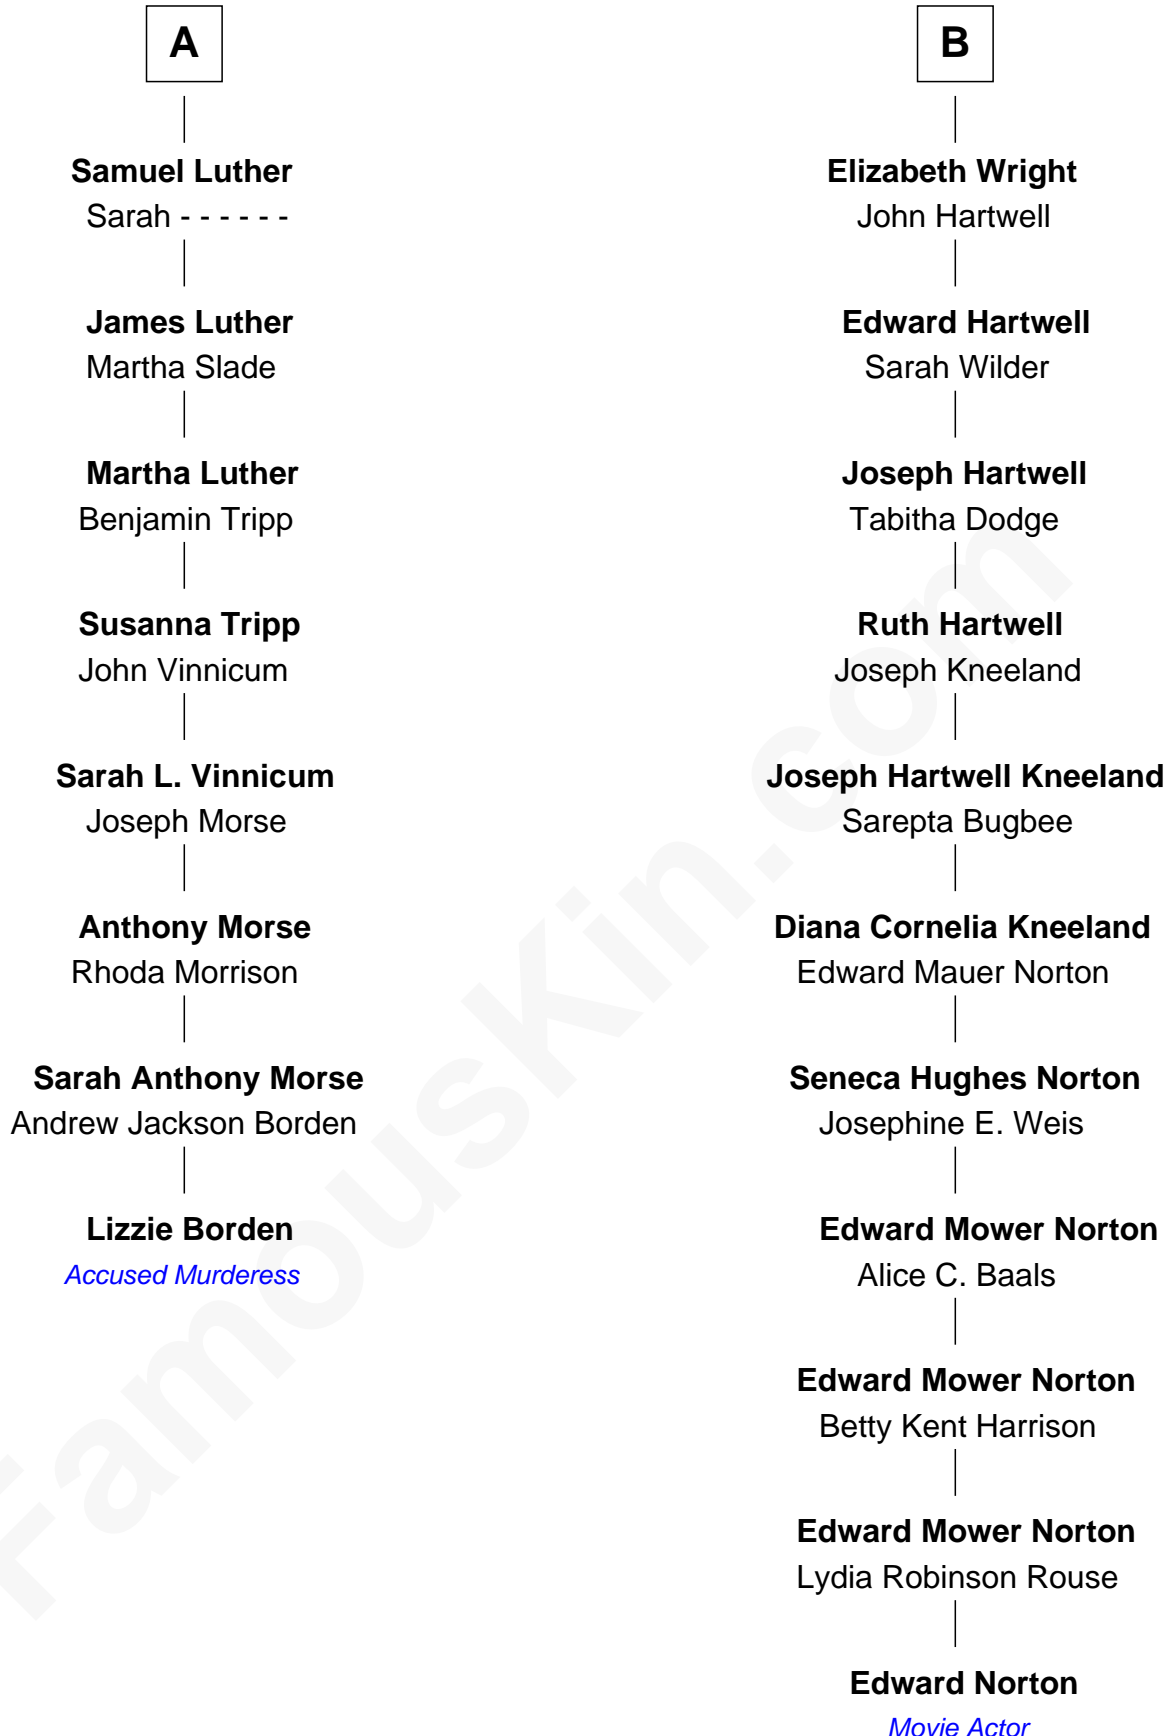 A
Samuel Luther
Sarah - - - - - -
James Luther
Martha Slade
Martha Luther
Benjamin Tripp
Susanna Tripp
John Vinnicum
Sarah L. Vinnicum
Joseph Morse
Anthony Morse
Rhoda Morrison
Sarah Anthony Morse
Andrew Jackson Borden
Lizzie Borden
Accused Murderess
B
Elizabeth Wright
John Hartwell
Edward Hartwell
Sarah Wilder
Joseph Hartwell
Tabitha Dodge
Ruth Hartwell
Joseph Kneeland
Joseph Hartwell Kneeland
Sarepta Bugbee
Diana Cornelia Kneeland
Edward Mauer Norton
Seneca Hughes Norton
Josephine E. Weis
Edward Mower Norton
Alice C. Baals
Edward Mower Norton
Betty Kent Harrison
Edward Mower Norton
Lydia Robinson Rouse
Edward Norton
Movie Actor
FamousKin.com